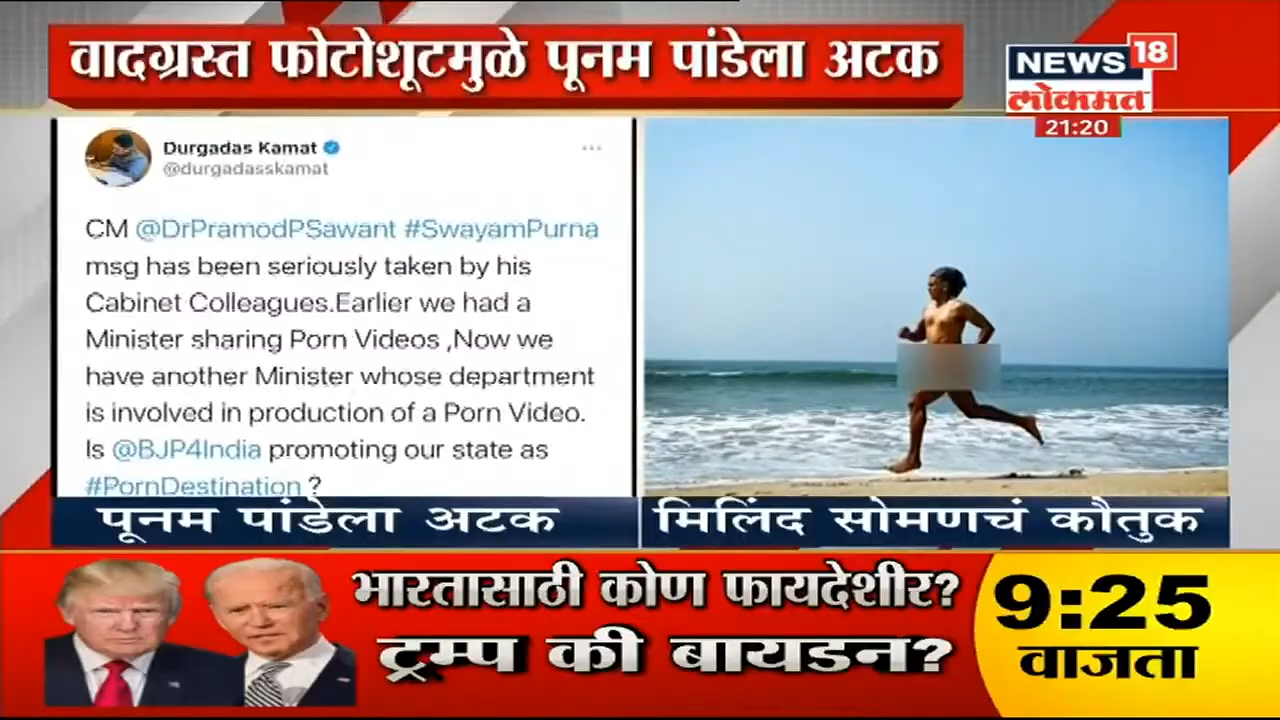 वादग्रस्त फोटोशूटमुळे पूनम पांडेला अटक
NEWS 18
लोकमत
21:20
Durgadas Kamat
@durgadasskamat
CM @DrPramodPSawant #SwayamPurna
msg has been seriously taken by his
Cabinet Colleagues.Earlier we had a
Minister sharing Porn Videos ,Now we
have another Minister whose department
is involved in production of a Porn Video.
Is @BJP4India promoting our state as
#PornDestination ?
पूनम पांडेला अटक
मिलिंद सोमणचं कौतुक
भारतासाठी कोण फायदेशीर?
ट्रम्प की बायडन?
9:25
वाजता